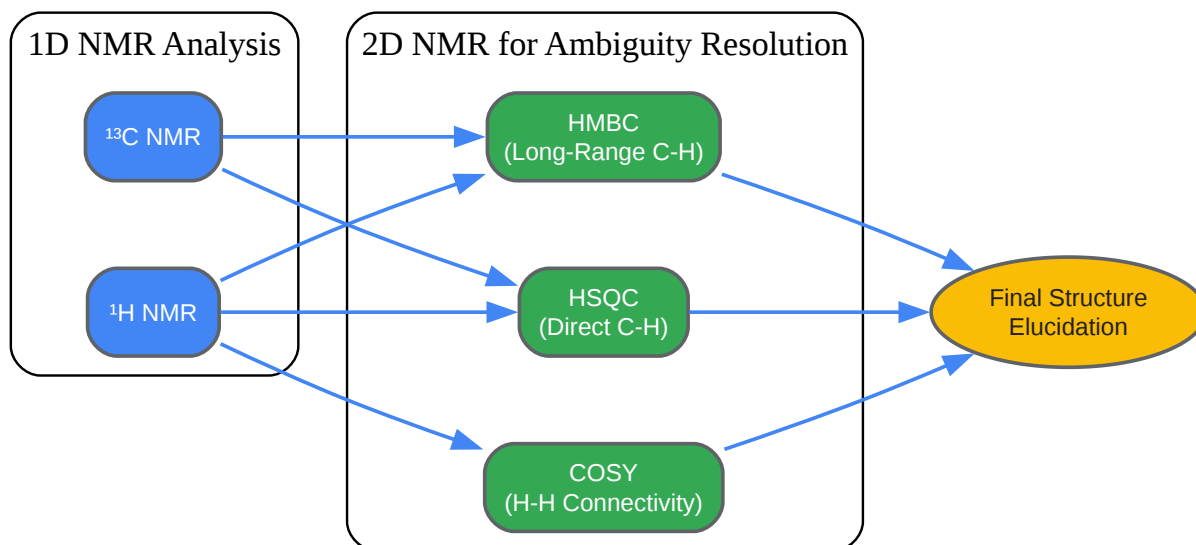 1D NMR Analysis
2D NMR for Ambiguity Resolution
¹³C NMR
HMBC
(Long-Range C-H)
¹H NMR
HSQC
(Direct C-H)
Final Structure
Elucidation
COSY
(H-H Connectivity)